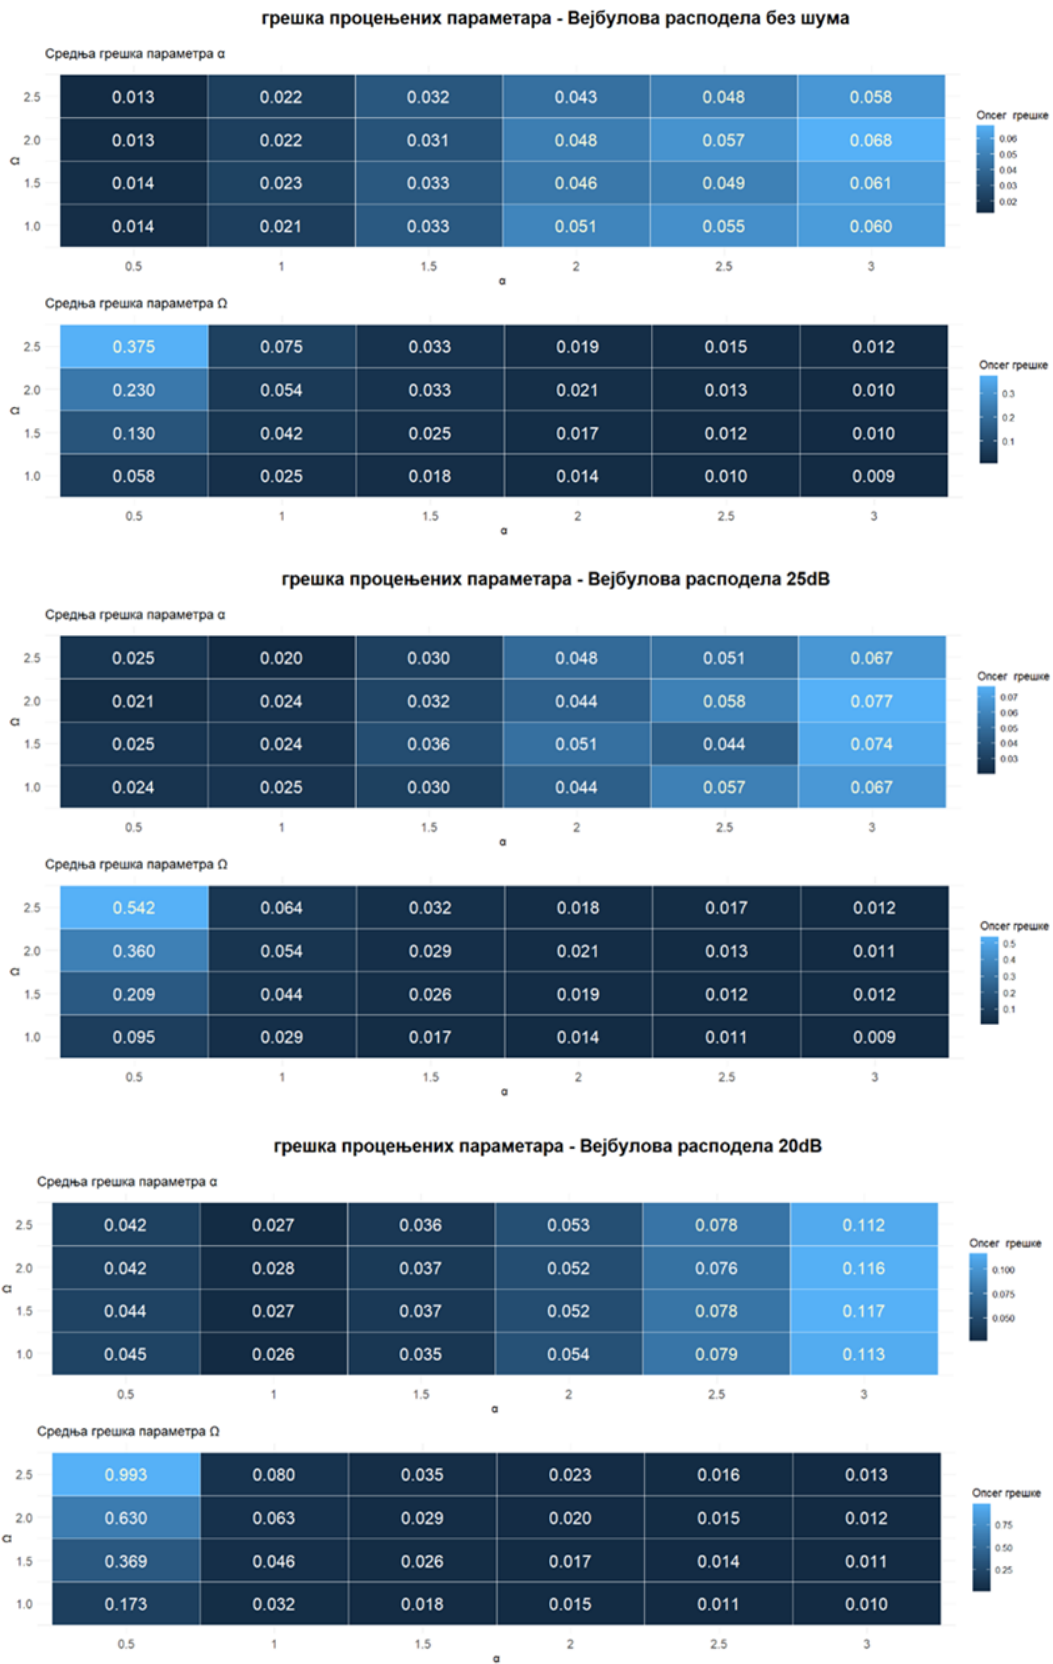 грешка процењених параметара - Вејбулова расподела без шума
Средња грешка параметра α
2.5 0.013 0.022 0.032 0.043 0.048 0.058
2.0 0.013 0.022 0.031 0.048 0.057 0.068
1.5 0.014 0.023 0.033 0.046 0.049 0.061
1.0 0.014 0.021 0.033 0.051 0.055 0.060
Ω
0.5 1 1.5 2 2.5 3
α
Опсег грешке
0.06
0.05
0.04
0.03
0.02
Средња грешка параметра Ω
2.5 0.375 0.075 0.033 0.019 0.015 0.012
2.0 0.230 0.054 0.033 0.021 0.013 0.010
1.5 0.130 0.042 0.025 0.017 0.012 0.010
1.0 0.058 0.025 0.018 0.014 0.010 0.009
Ω
0.5 1 1.5 2 2.5 3
α
Опсег грешке
0.3
0.2
0.1
грешка процењених параметара - Вејбулова расподела 25dB
Средња грешка параметра α
2.5 0.025 0.020 0.030 0.048 0.051 0.067
2.0 0.021 0.024 0.032 0.044 0.058 0.077
1.5 0.025 0.024 0.036 0.051 0.044 0.074
1.0 0.024 0.025 0.030 0.044 0.057 0.067
Ω
0.5 1 1.5 2 2.5 3
α
Опсег грешке
0.07
0.06
0.05
0.04
0.03
Средња грешка параметра Ω
2.5 0.542 0.064 0.032 0.018 0.017 0.012
2.0 0.360 0.054 0.029 0.021 0.013 0.011
1.5 0.209 0.044 0.026 0.019 0.012 0.012
1.0 0.095 0.029 0.017 0.014 0.011 0.009
Ω
0.5 1 1.5 2 2.5 3
α
Опсег грешке
0.5
0.4
0.3
0.2
0.1
грешка процењених параметара - Вејбулова расподела 20dB
Средња грешка параметра α
2.5 0.042 0.027 0.036 0.053 0.078 0.112
2.0 0.042 0.028 0.037 0.052 0.076 0.116
1.5 0.044 0.027 0.037 0.052 0.078 0.117
1.0 0.045 0.026 0.035 0.054 0.079 0.113
Ω
0.5 1 1.5 2 2.5 3
α
Опсег грешке
0.100
0.075
0.050
Средња грешка параметра Ω
2.5 0.993 0.080 0.035 0.023 0.016 0.013
2.0 0.630 0.063 0.029 0.020 0.015 0.012
1.5 0.369 0.046 0.026 0.017 0.014 0.011
1.0 0.173 0.032 0.018 0.015 0.011 0.010
Ω
0.5 1 1.5 2 2.5 3
α
Опсег грешке
0.75
0.50
0.25